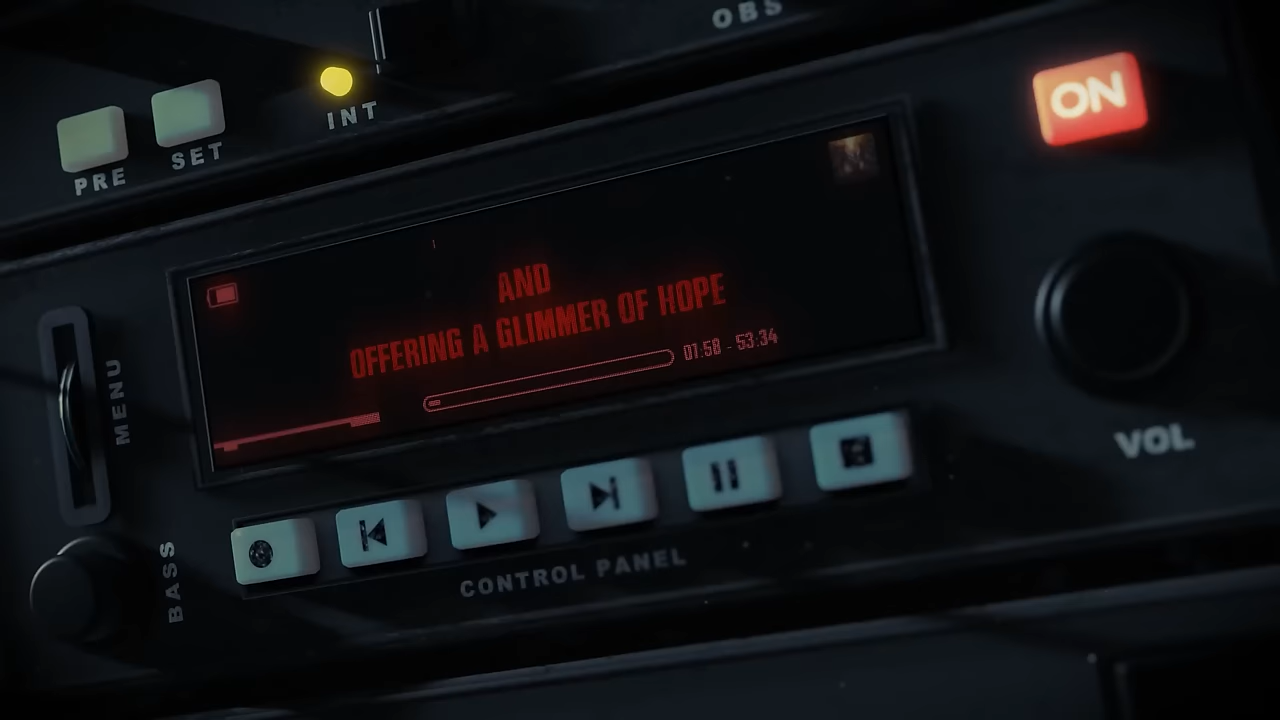 OBS
ON
INT
PRE
SET
AND
OFFERING A GLIMMER OF HOPE
01:58 - 53:34
MENU
VOL
BASS
CONTROL PANEL